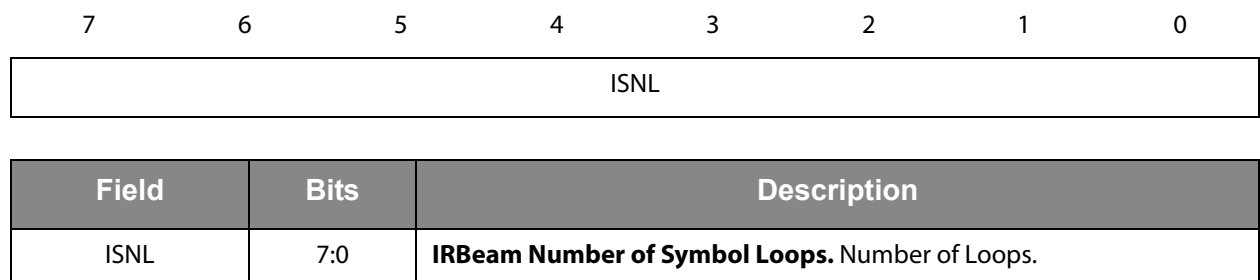 7 6 5 4 3 2 1 0
ISNL
Field Bits Description
ISNL 7:0 IRBeam Number of Symbol Loops. Number of Loops.